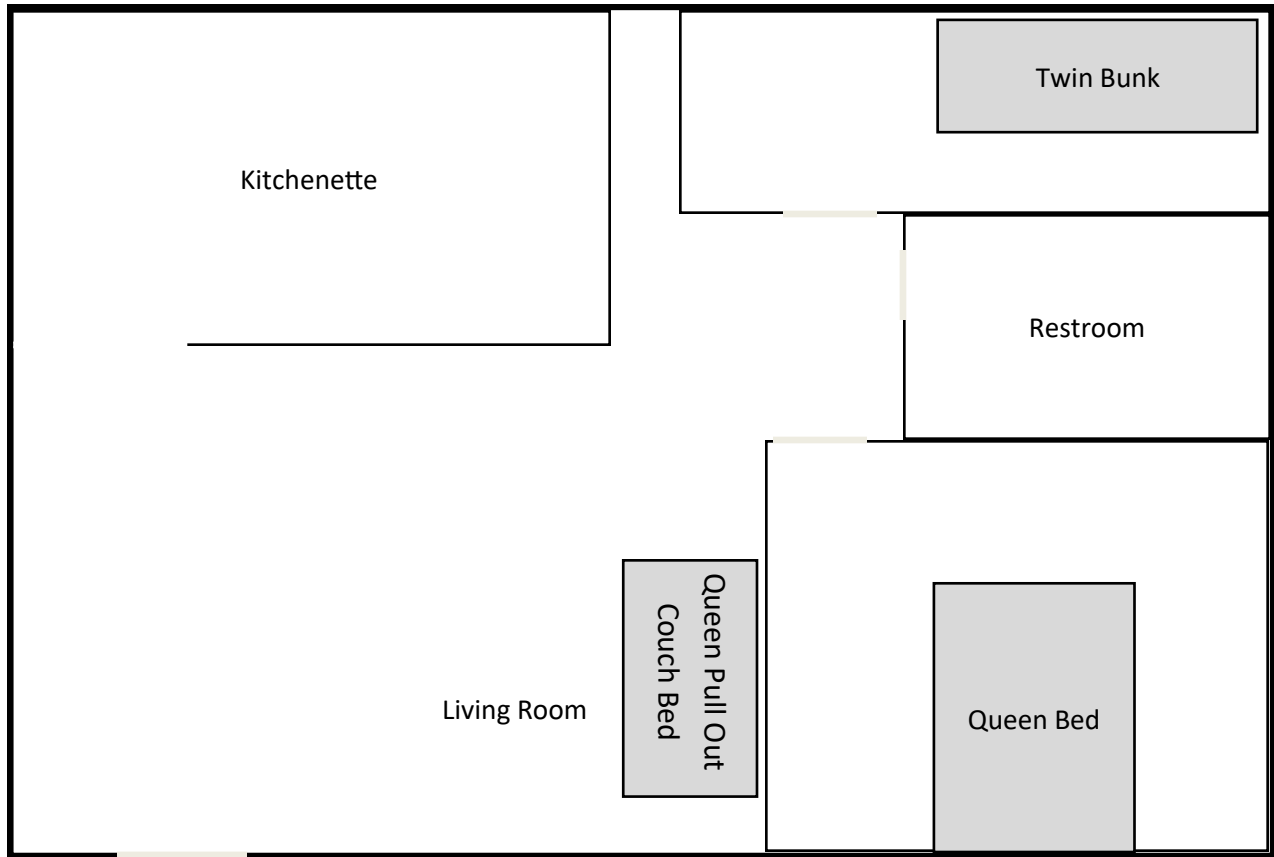 Twin Bunk
Kitchenette
Restroom
Queen Pull Out
Couch Bed
Living Room
Queen Bed